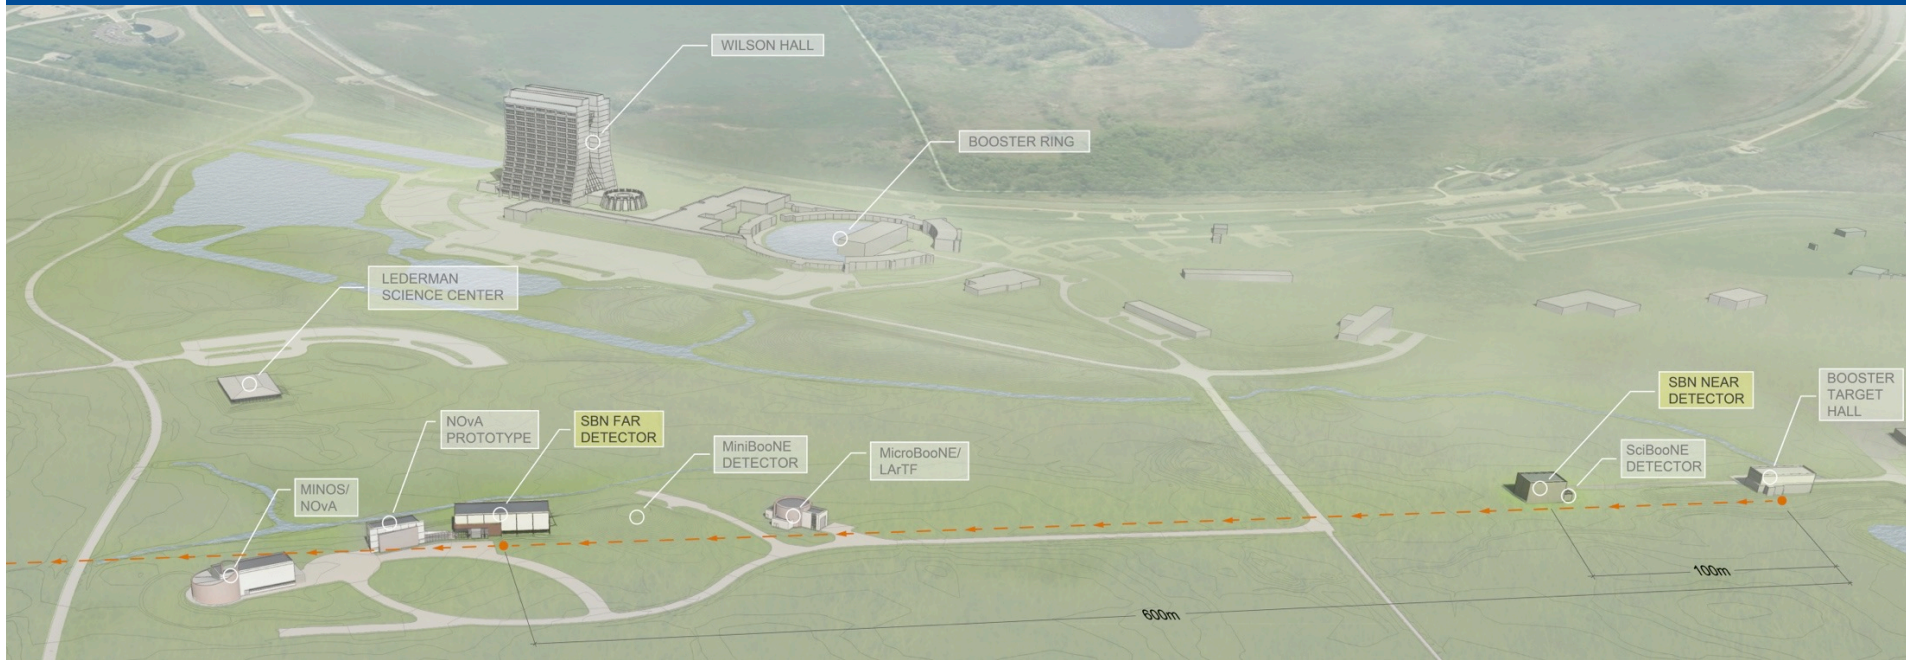 WILSON HALL
BOOSTER RING
LEDERMAN
SCIENCE CENTER
SBN NEAR
DETECTOR
BOOSTER
TARGET
HALL
NOvA
PROTOTYPE
SBN FAR
DETECTOR
MiniBooNE
DETECTOR
MicroBooNE/
LArTF
SciBooNE
DETECTOR
MINOS/
NOvA
100m
600m